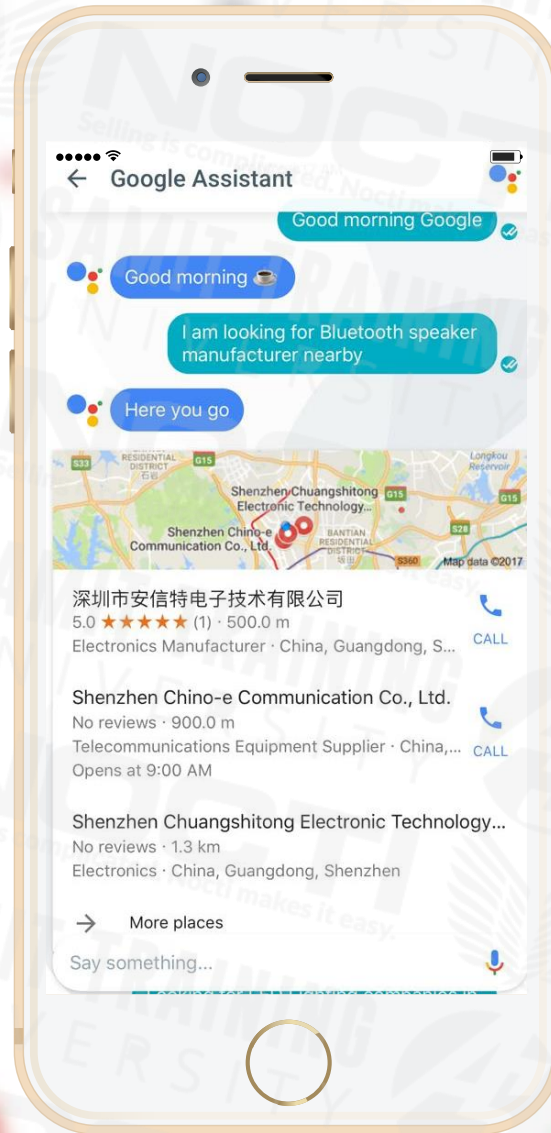 Google Assistant
Good morning Google
Good morning
I am looking for Bluetooth speaker
manufacturer nearby
Here you go
S33
RESIDENTIAL
DISTRICT
石岩
G15
Longkou
Reservoir
Shenzhen Chuangshitong
Electronic Technology...
G15
G15
Shenzhen Chino-e
Communication Co., Ltd.
BANTIAN
RESIDENTIAL
DISTRICT
坂田
S28
S360
Map data ©2017
深圳市安信特电子技术有限公司
5.0 ★★★★★ (1) · 500.0 m
Electronics Manufacturer · China, Guangdong, S...
CALL
Shenzhen Chino-e Communication Co., Ltd.
No reviews · 900.0 m
Telecommunications Equipment Supplier · China,...
CALL
Opens at 9:00 AM
Shenzhen Chuangshitong Electronic Technology...
No reviews · 1.3 km
Electronics · China, Guangdong, Shenzhen
More places
Say something...